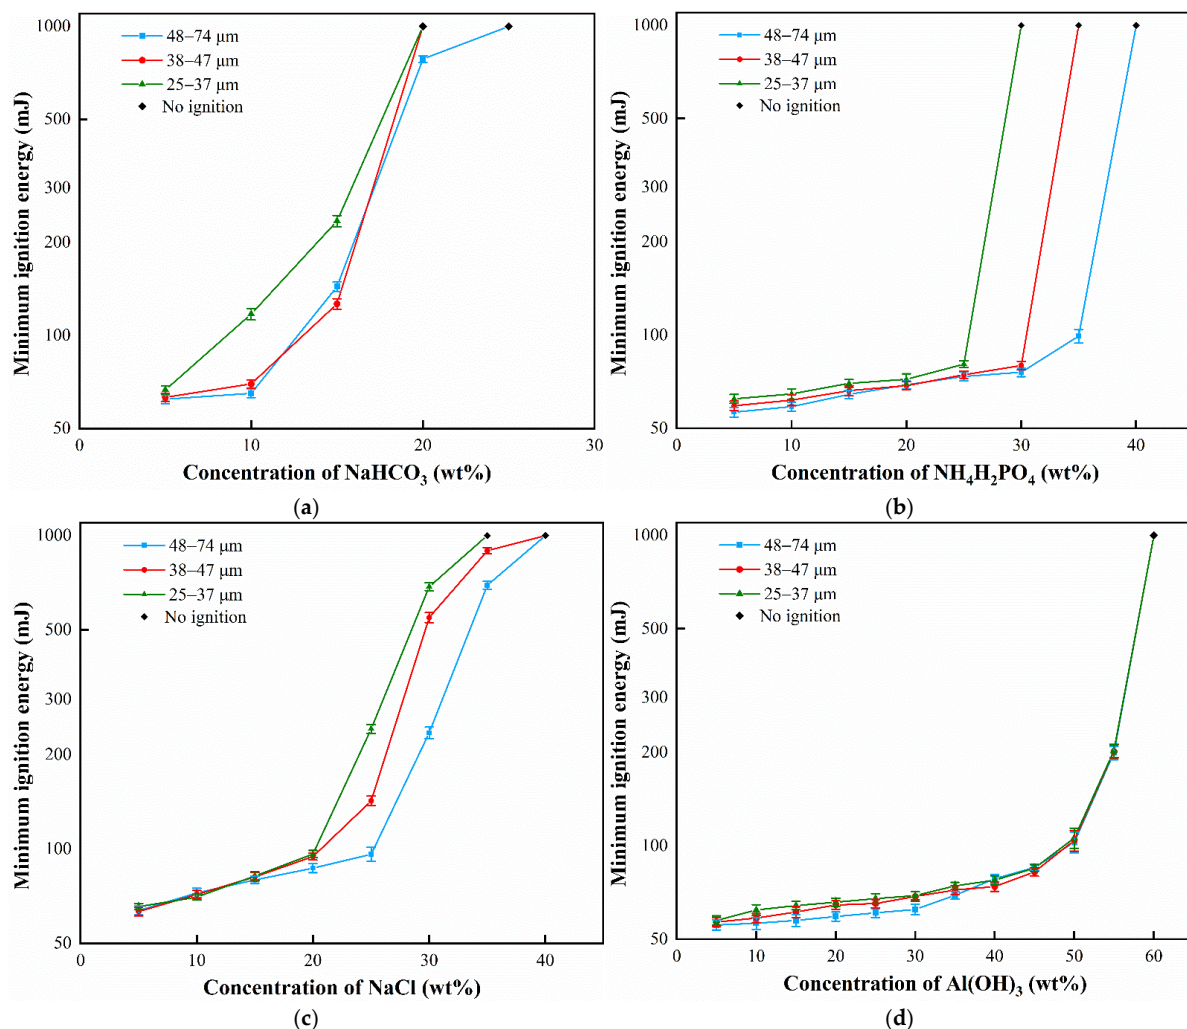 1000
500
300
200
100
50
Minimum ignition energy (mJ)
48–74 μm
38–47 μm
25–37 μm
No ignition
0
10
20
30
Concentration of NaHCO₃ (wt%)
(a)
1000
500
300
200
100
50
Minimum ignition energy (mJ)
48–74 μm
38–47 μm
25–37 μm
No ignition
0
10
20
30
40
Concentration of NH₄H₂PO₄ (wt%)
(b)
1000
500
300
200
100
50
Minimum ignition energy (mJ)
48–74 μm
38–47 μm
25–37 μm
No ignition
0
10
20
30
40
Concentration of NaCl (wt%)
(c)
1000
500
300
200
100
50
Minimum ignition energy (mJ)
48–74 μm
38–47 μm
25–37 μm
No ignition
0
10
20
30
40
50
60
Concentration of Al(OH)₃ (wt%)
(d)